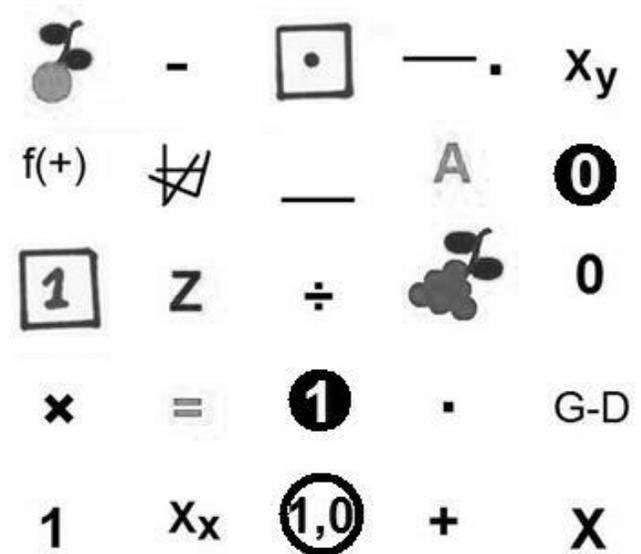 - — . xy
f(+) — A 0
1 Z ÷ 0
× = 1 · G-D
1 Xx 1,0 + X